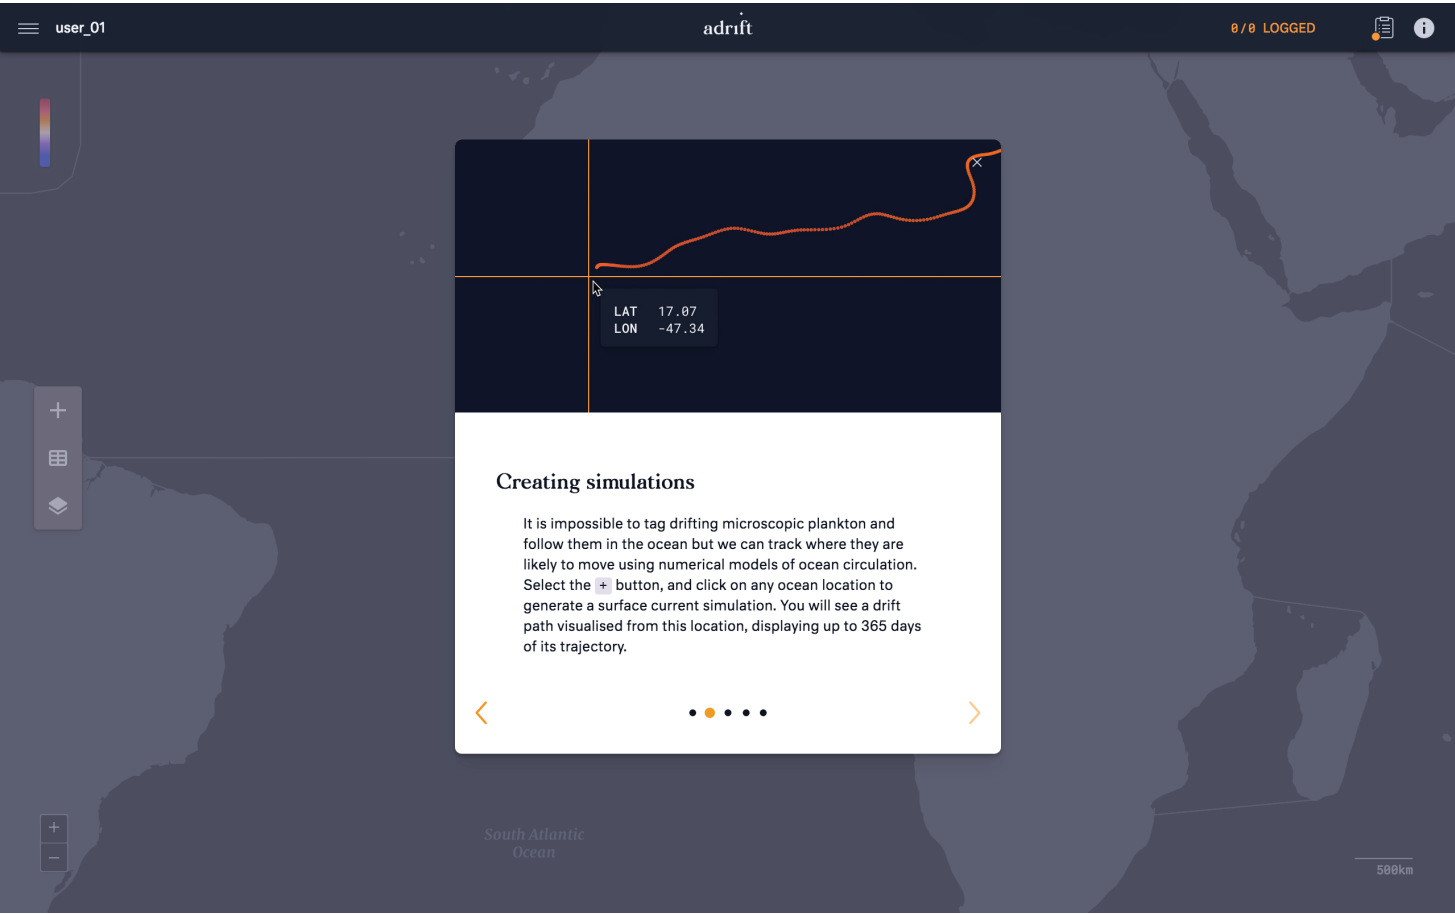 user_01
adrift
0/0 LOGGED
LAT 17.07
LON -47.34
Creating simulations
It is impossible to tag drifting microscopic plankton and
follow them in the ocean but we can track where they are
likely to move using numerical models of ocean circulation.
Select the + button, and click on any ocean location to
generate a surface current simulation. You will see a drift
path visualised from this location, displaying up to 365 days
of its trajectory.
South Atlantic
Ocean
500km